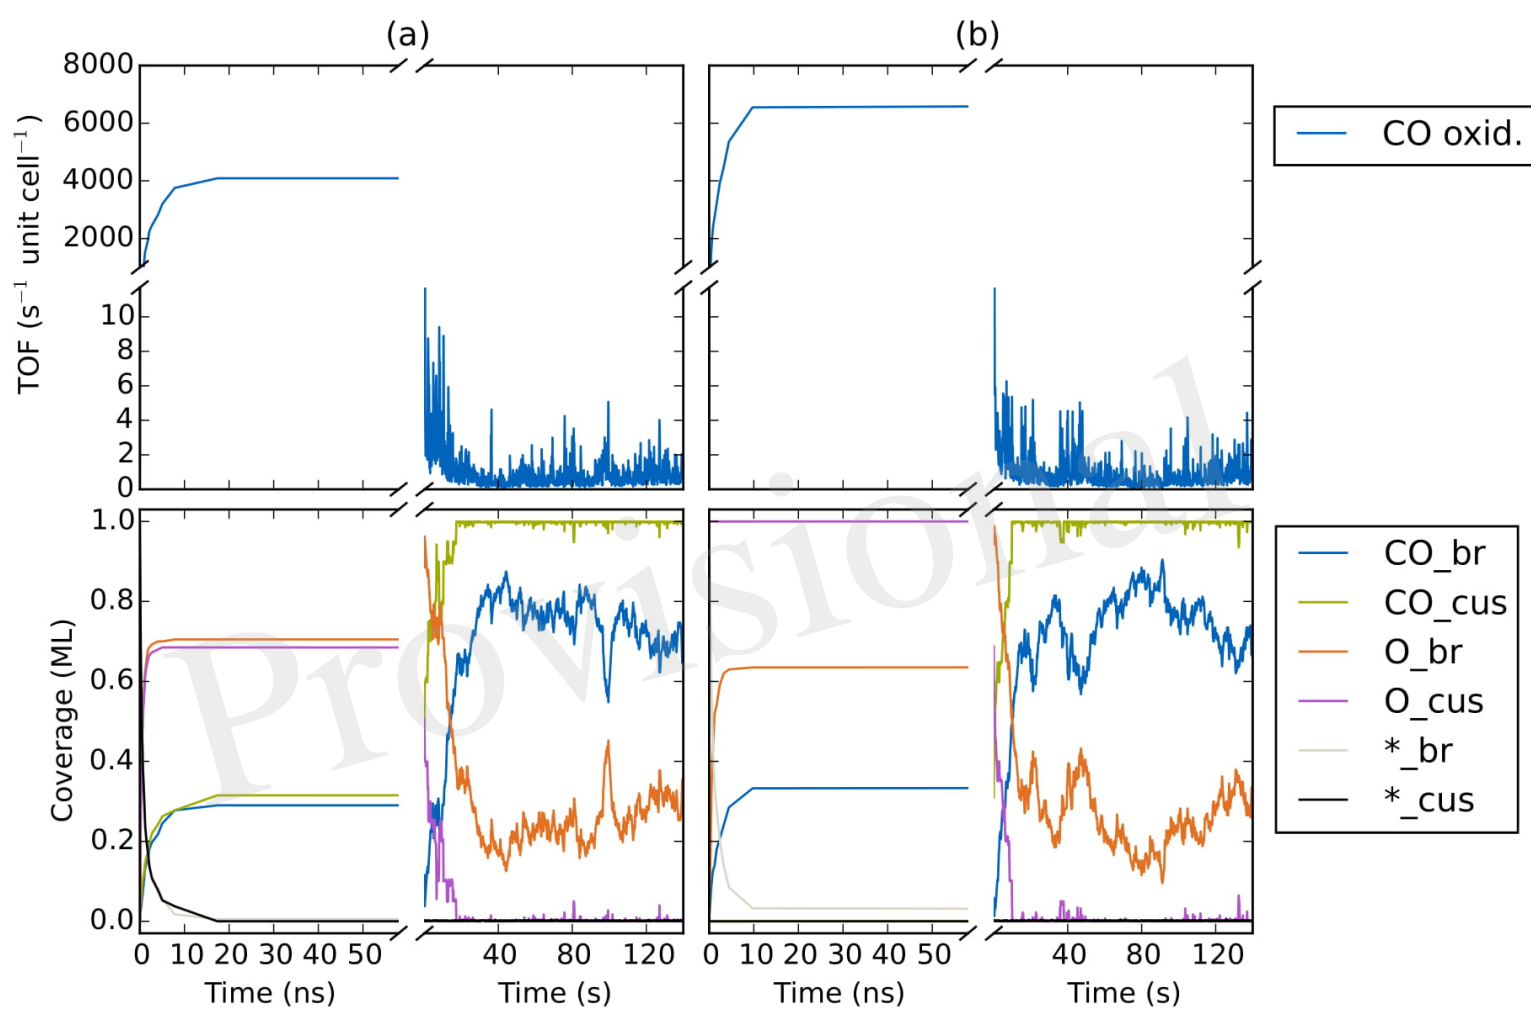 (a) (b)
8000
6000
4000
2000
10
8
6
4
2
0
TOF (s⁻¹ unit cell⁻¹)
CO oxid.
1.0
0.8
0.6
0.4
0.2
0.0
Coverage (ML)
CO_br
CO_cus
O_br
O_cus
*_br
*_cus
0 10 20 30 40 50 40 80 120 0 10 20 30 40 50 40 80 120
Time (ns) Time (s) Time (ns) Time (s)
Provisional